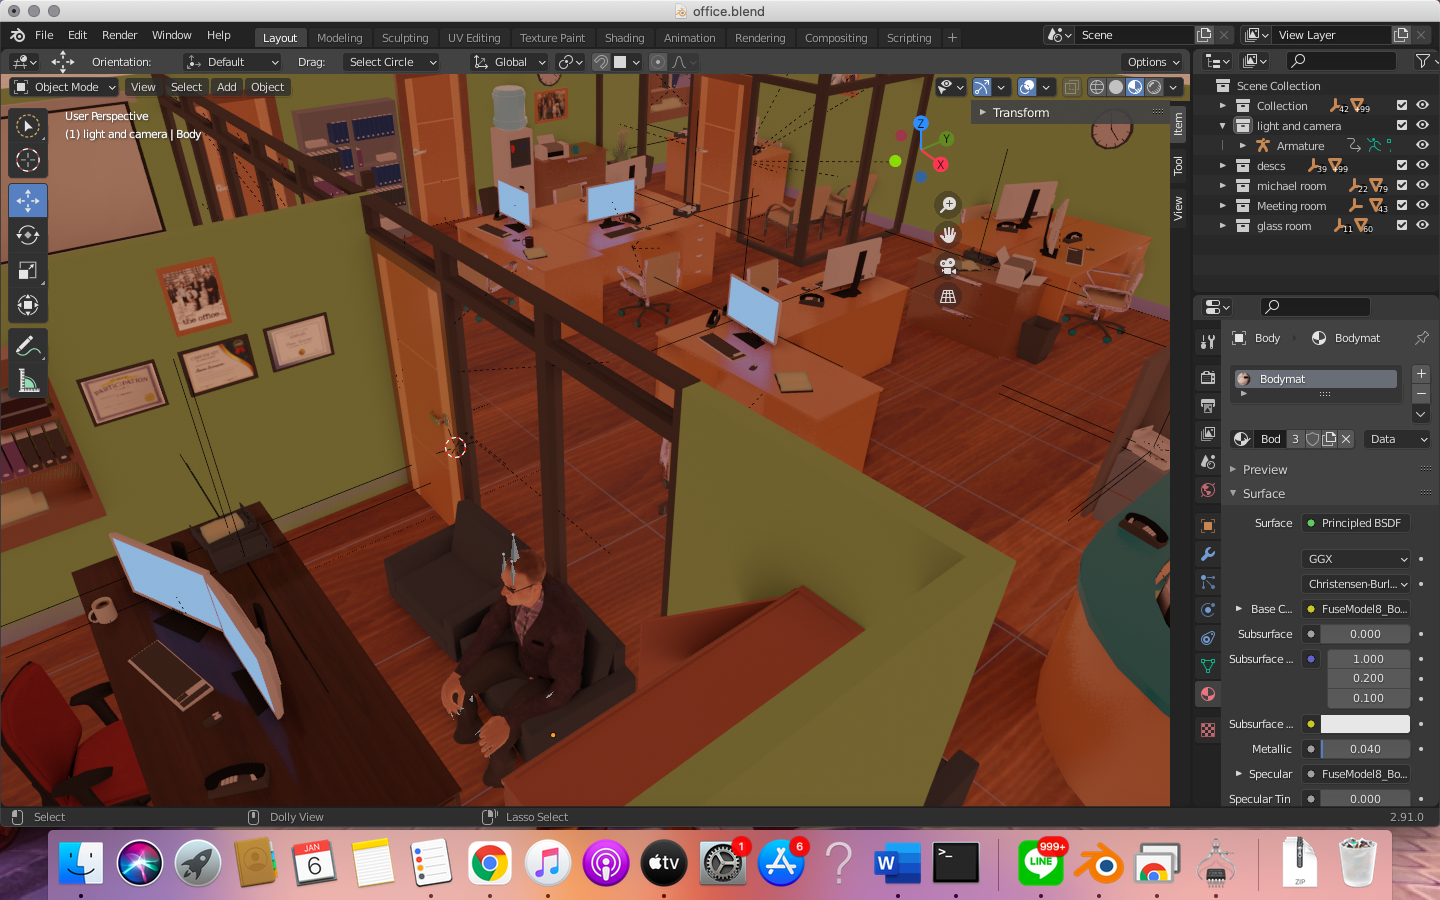 office.blend
File Edit Render Window Help
Layout Modeling Sculpting UV Editing Texture Paint Shading Animation Rendering Compositing Scripting +
Scene
View Layer
Orientation: Default Drag: Select Circle Global Options
Object Mode View Select Add Object
User Perspective
(1) light and camera | Body
Transform
Item
Tool
View
Z
Y
X
the office
PARTICIPATION
Scene Collection
Collection 42 99
light and camera
Armature
descs 39 99
michael room 22 79
Meeting room 43
glass room 11 60
Body Bodymat
Bodymat
Bod 3 Data
Preview
Surface
Surface Principled BSDF
GGX
Christensen-Burl...
Base C... FuseModel8_Bo...
Subsurface 0.000
Subsurface ... 1.000
0.200
0.100
Subsurface ...
Metallic 0.040
Specular FuseModel8_Bo...
Specular Tin 0.000
Select Dolly View Lasso Select 2.91.0
JAN
6
tv
1
6
W
>_
999+
LINE
ZIP